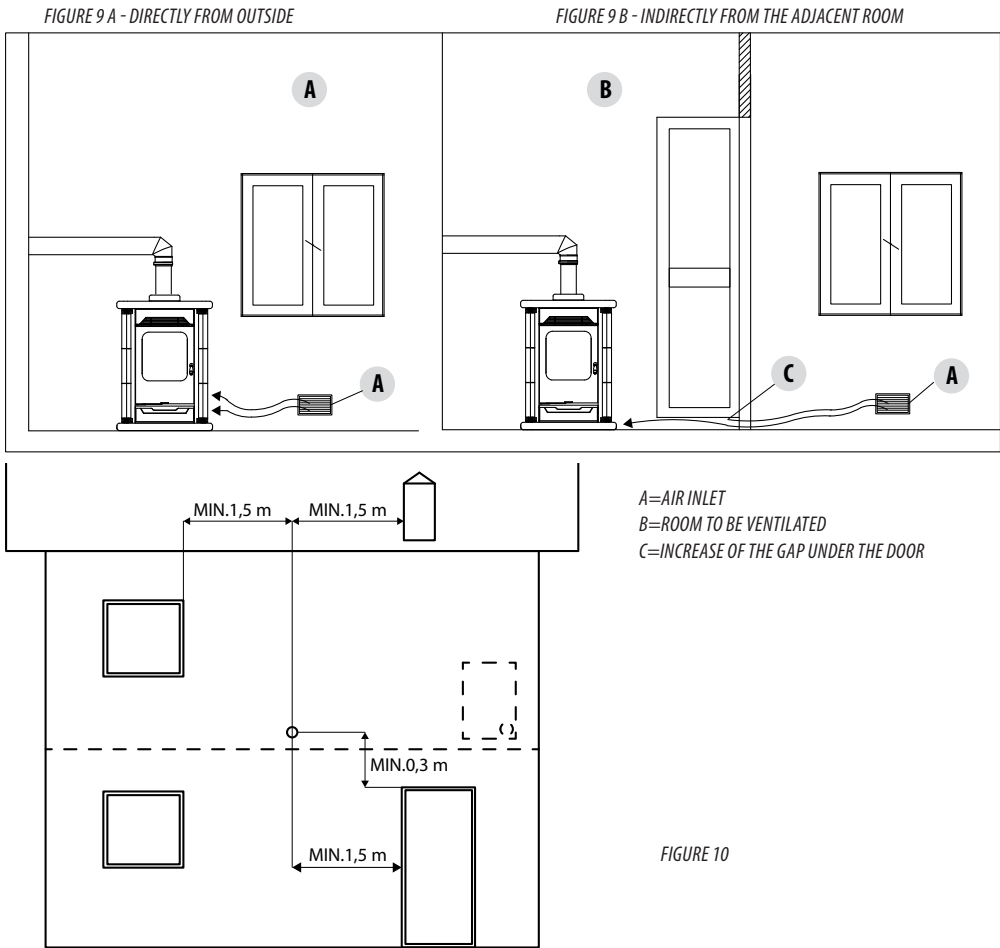 FIGURE 9 A - DIRECTLY FROM OUTSIDE
FIGURE 9 B - INDIRECTLY FROM THE ADJACENT ROOM
A
B
A
C
A
MIN.1,5 m
MIN.1,5 m
A=AIR INLET
B=ROOM TO BE VENTILATED
C=INCREASE OF THE GAP UNDER THE DOOR
MIN.0,3 m
MIN.1,5 m
FIGURE 10